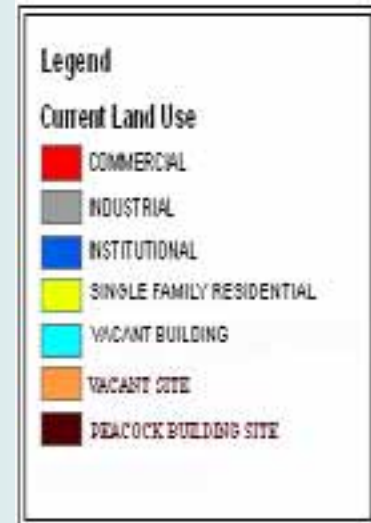 Legend
Current Land Use
COMMERCIAL
INDUSTRIAL
INSTITUTIONAL
SINGLE FAMILY RESIDENTIAL
VACANT BUILDING
VACANT SITE
PEACOCK BUILDING SITE